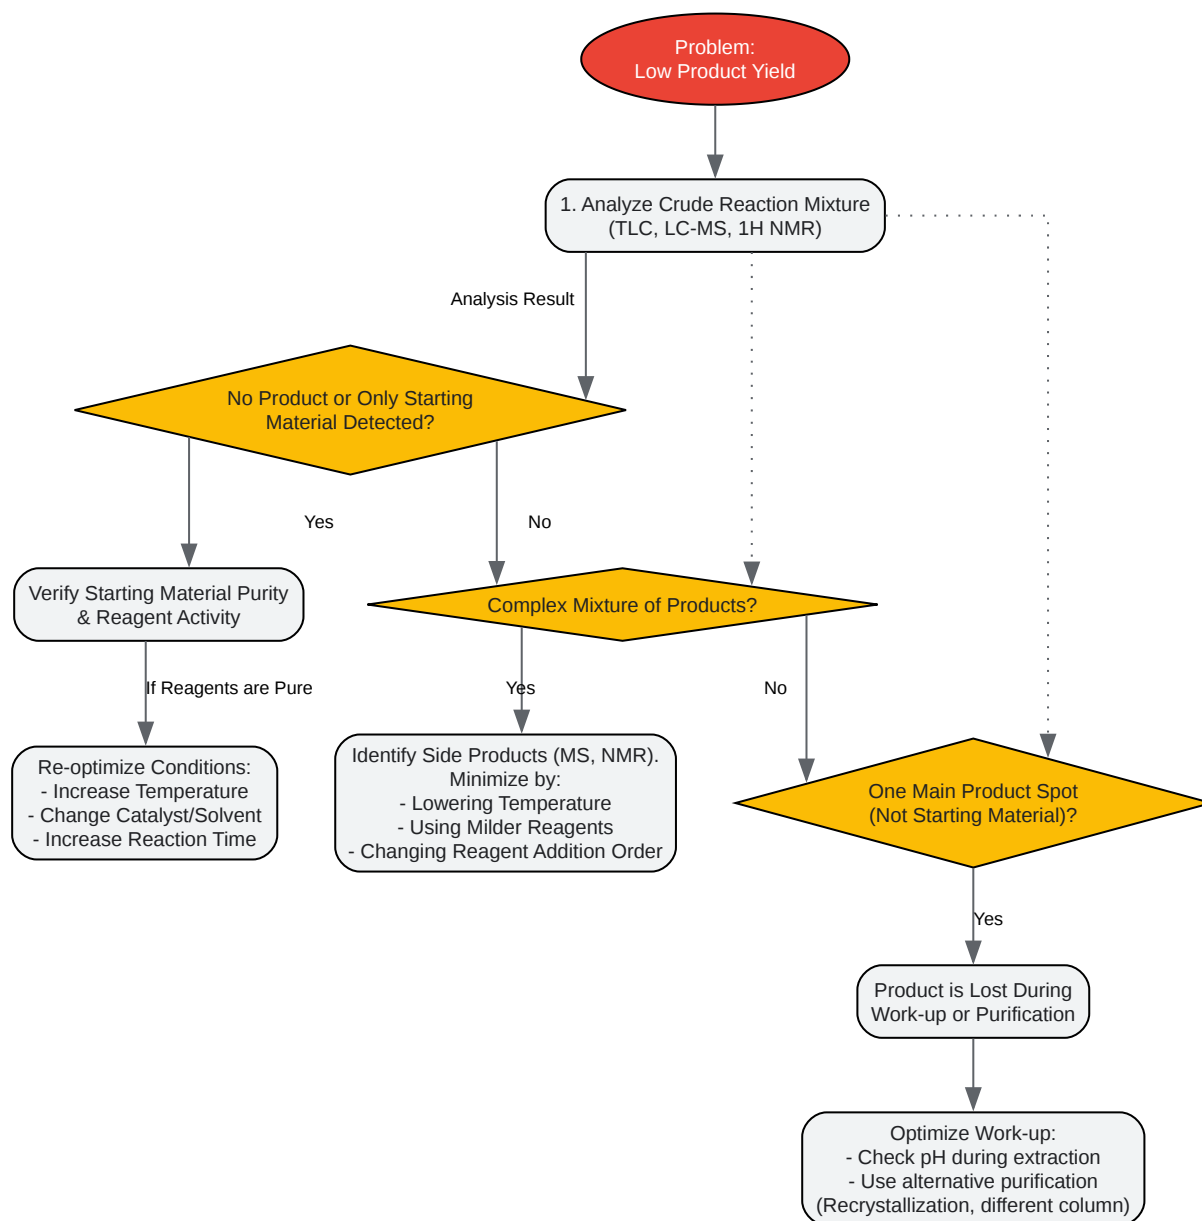 Problem:
Low Product Yield
1. Analyze Crude Reaction Mixture
(TLC, LC-MS, 1H NMR)
Analysis Result
No Product or Only Starting
Material Detected?
Yes
No
Verify Starting Material Purity
& Reagent Activity
Complex Mixture of Products?
If Reagents are Pure
Yes
No
Re-optimize Conditions:
- Increase Temperature
- Change Catalyst/Solvent
- Increase Reaction Time
Identify Side Products (MS, NMR).
Minimize by:
- Lowering Temperature
- Using Milder Reagents
- Changing Reagent Addition Order
One Main Product Spot
(Not Starting Material)?
Yes
Product is Lost During
Work-up or Purification
Optimize Work-up:
- Check pH during extraction
- Use alternative purification
(Recrystallization, different column)